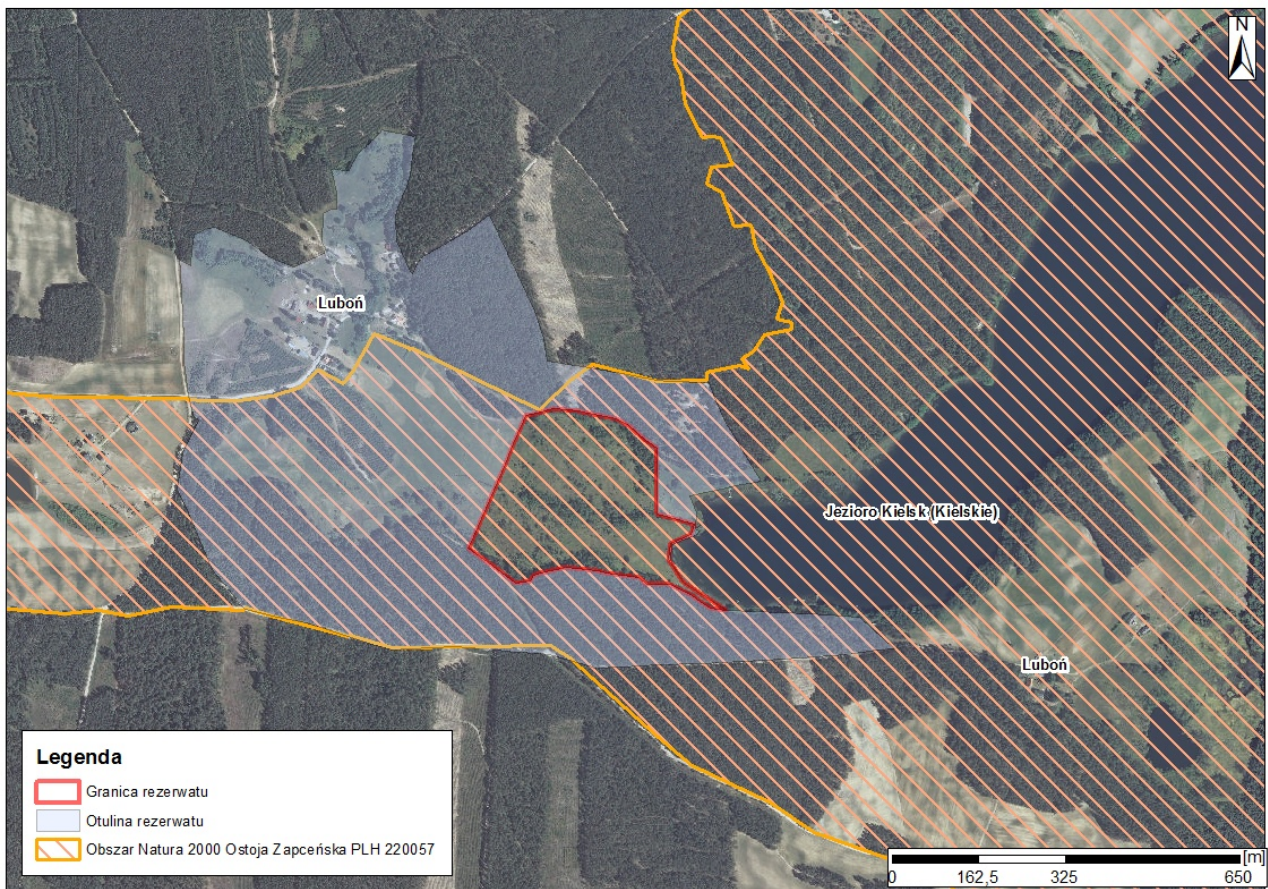 N
Luboń
Jezioro Kielsk (Kielskie)
Luboń
Legenda
Granica rezerwatu
Otulina rezerwatu
Obszar Natura 2000 Ostoja Zapceńska PLH 220057
[m]
0 162,5 325 650